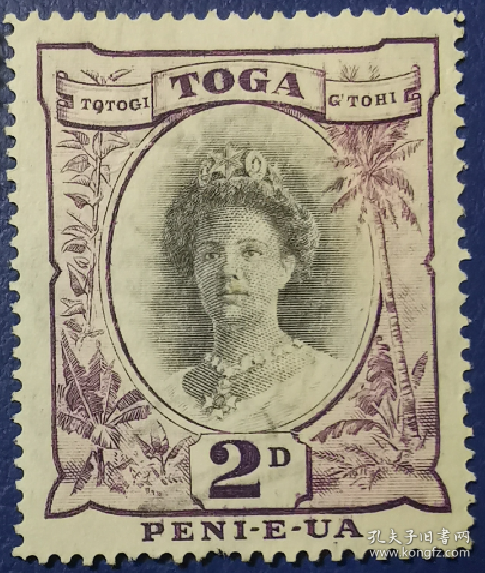 TOGA
TOTOGI
G'TOHI
2D
PENI-E-UA
孔夫子旧书网
www.kongfz.com